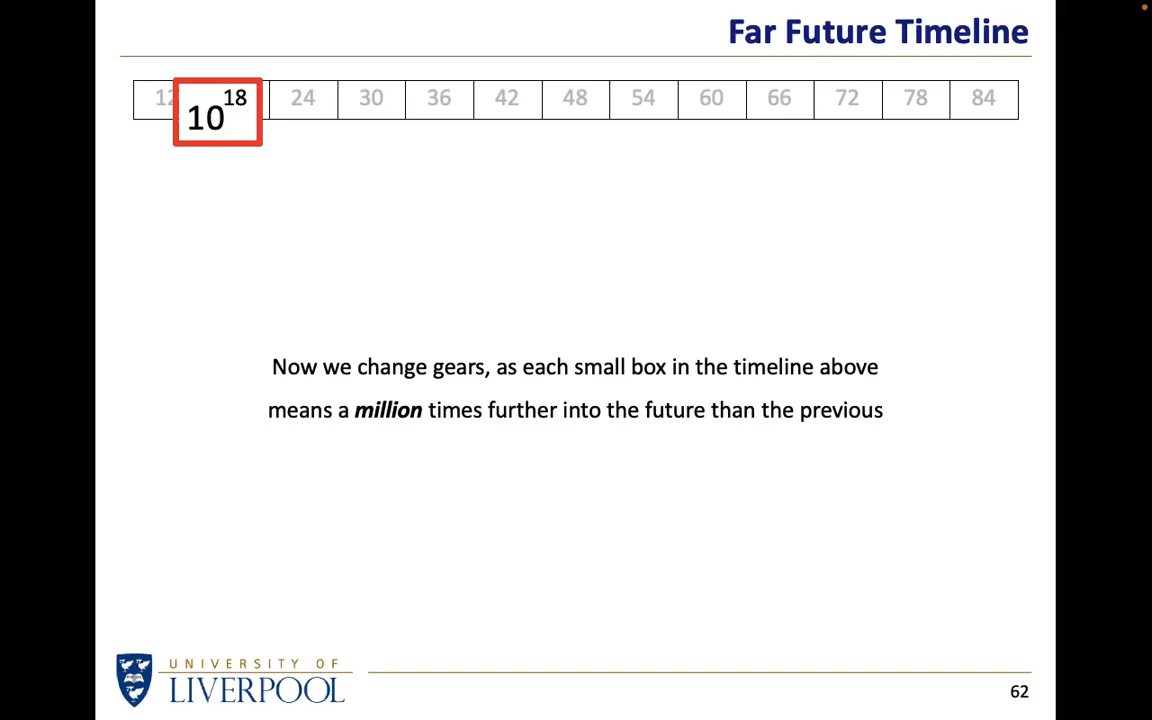 Far Future Timeline
12 10^18 24 30 36 42 48 54 60 66 72 78 84
Now we change gears, as each small box in the timeline above
means a million times further into the future than the previous
UNIVERSITY OF
LIVERPOOL
62